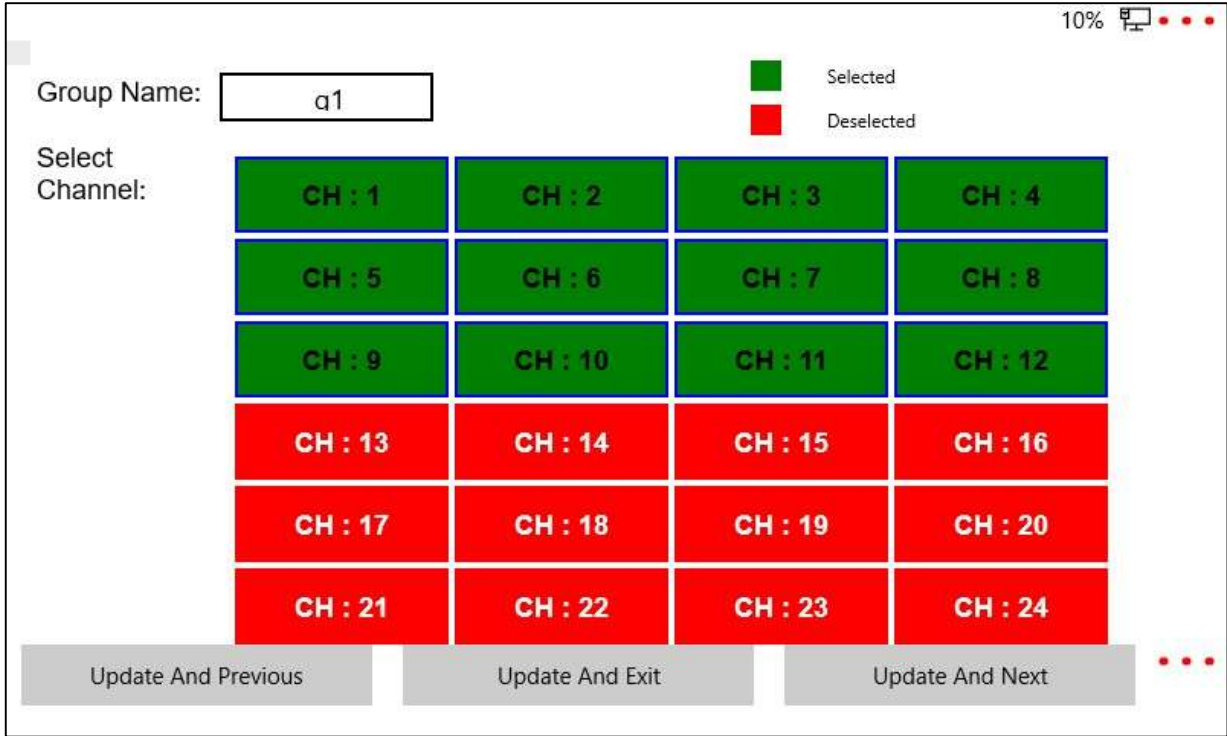 10%
Group Name: g1
Selected
Deselected
Select
Channel:
CH : 1 CH : 2 CH : 3 CH : 4
CH : 5 CH : 6 CH : 7 CH : 8
CH : 9 CH : 10 CH : 11 CH : 12
CH : 13 CH : 14 CH : 15 CH : 16
CH : 17 CH : 18 CH : 19 CH : 20
CH : 21 CH : 22 CH : 23 CH : 24
Update And Previous Update And Exit Update And Next